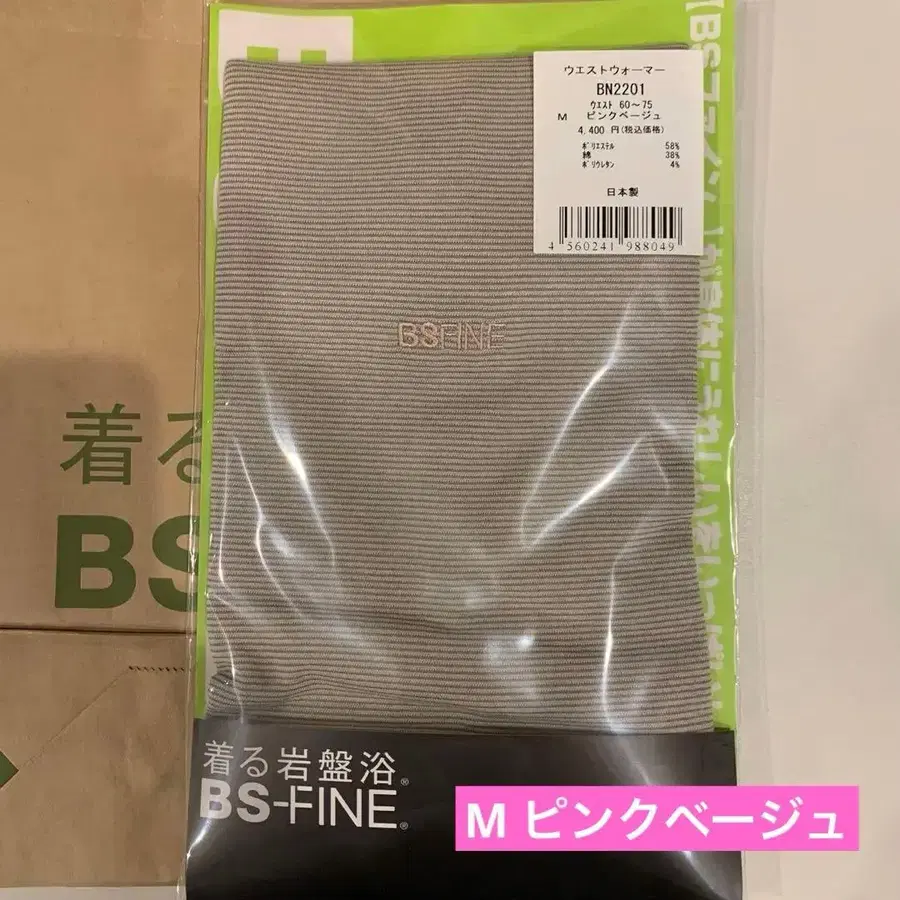 ウエストウォーマー
BN2201
ウエスト 60～75
M ピンクベージュ
4,400 円(税込価格)
ポリエステル 58%
綿 38%
ポリウレタン 4%
日本製
4 560241 988049
BSFINE
着る
BS-
着る岩盤浴®
BS-FINE®
M ピンクベージュ